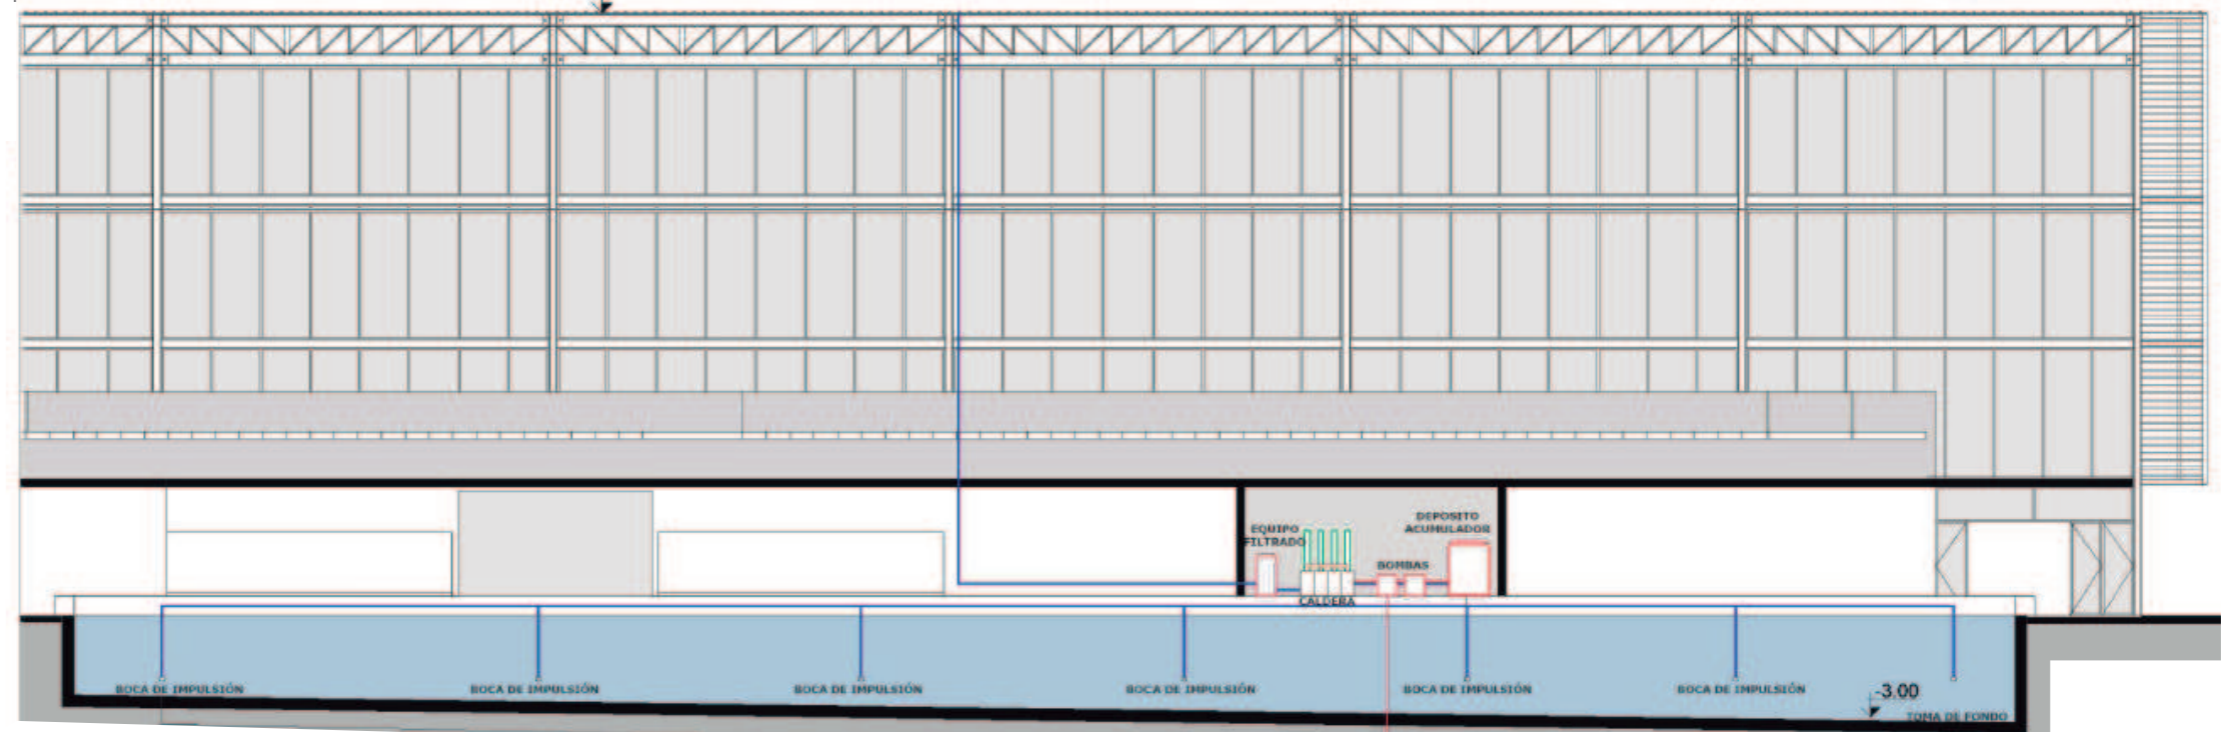 DEPOSITO
ACUMULADOR
EQUIPO
FILTRADO
BOMBAS
CALDERA
BOCA DE IMPULSIÓN
BOCA DE IMPULSIÓN
BOCA DE IMPULSIÓN
BOCA DE IMPULSIÓN
BOCA DE IMPULSIÓN
BOCA DE IMPULSIÓN
-3.00
TOMA DE FONDO